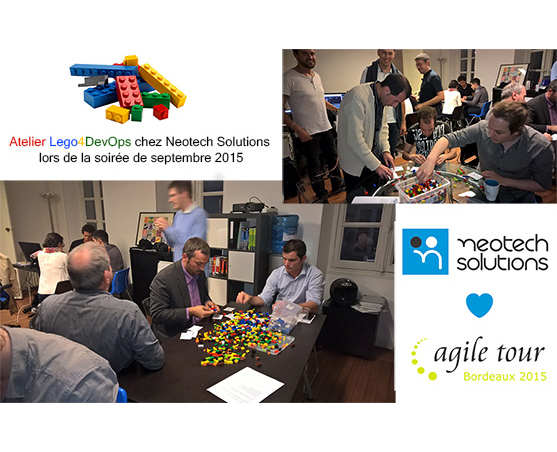 Atelier Lego4DevOps chez Neotech Solutions
lors de la soirée de septembre 2015
neotech
solutions
agile tour
Bordeaux 2015